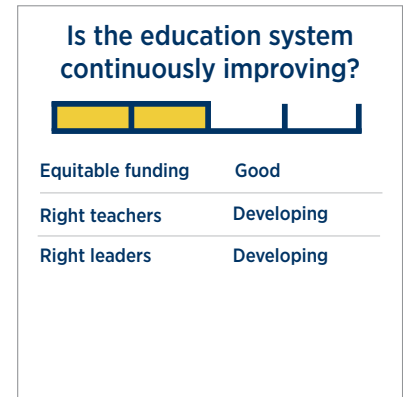 Is the education system
continuously improving?
Equitable funding Good
Right teachers Developing
Right leaders Developing